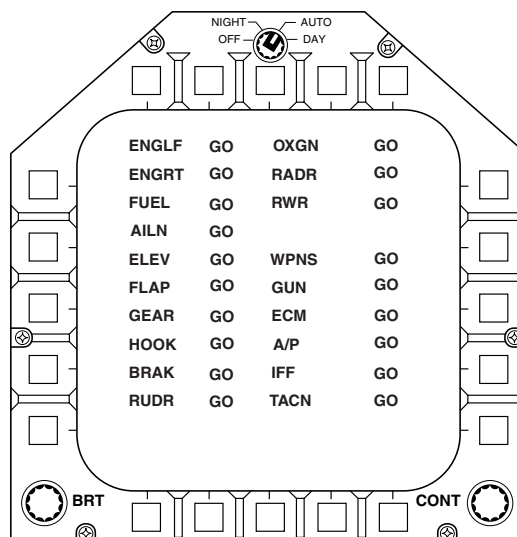 NIGHT AUTO
OFF DAY
ENGLF GO OXGN GO
ENGRT GO RADR GO
FUEL GO RWR GO
AILN GO
ELEV GO WPNS GO
FLAP GO GUN GO
GEAR GO ECM GO
HOOK GO A/P GO
BRAK GO IFF GO
RUDR GO TACN GO
BRT CONT